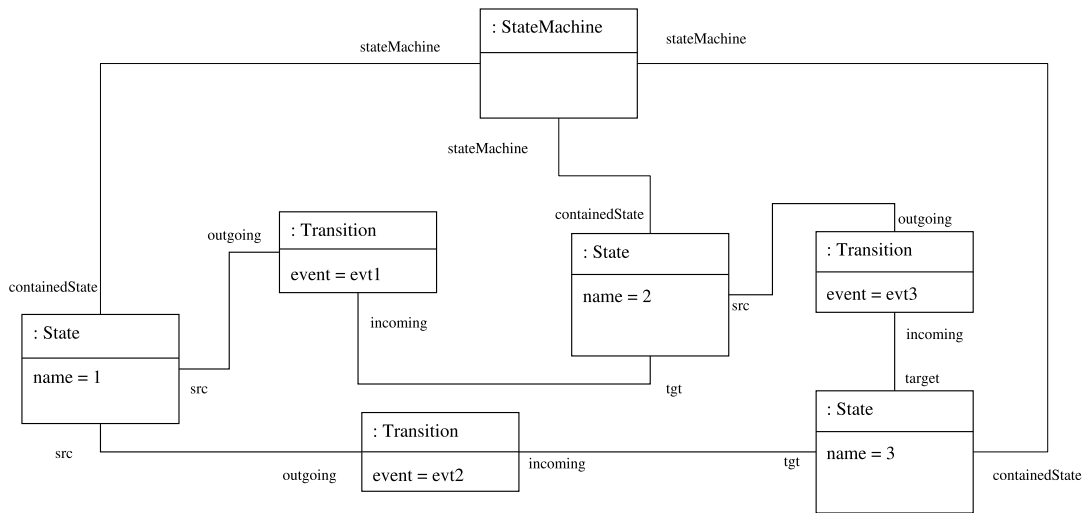 : StateMachine
stateMachine
stateMachine
stateMachine
containedState
: Transition
event = evt1
outgoing
incoming
: State
name = 2
src
tgt
outgoing
: Transition
event = evt3
incoming
target
containedState
: State
name = 1
src
src
: Transition
event = evt2
outgoing
incoming
tgt
: State
name = 3
containedState